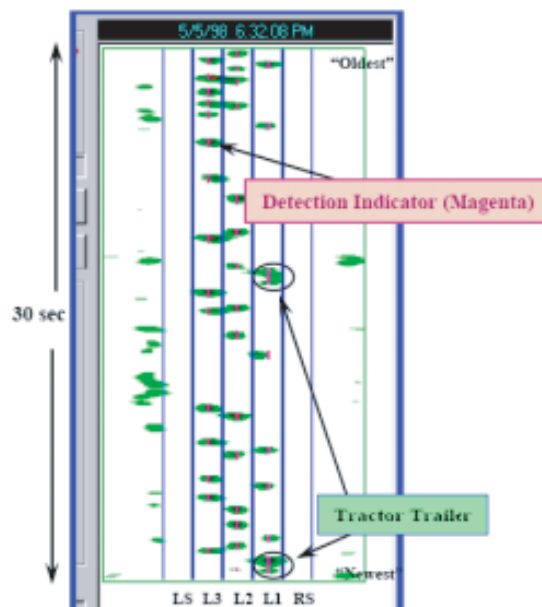 5/5/98 6:32:08 PM
"Oldest"
Detection Indicator (Magenta)
30 sec
Tractor Trailer
"Newest"
LS L3 L2 L1 RS